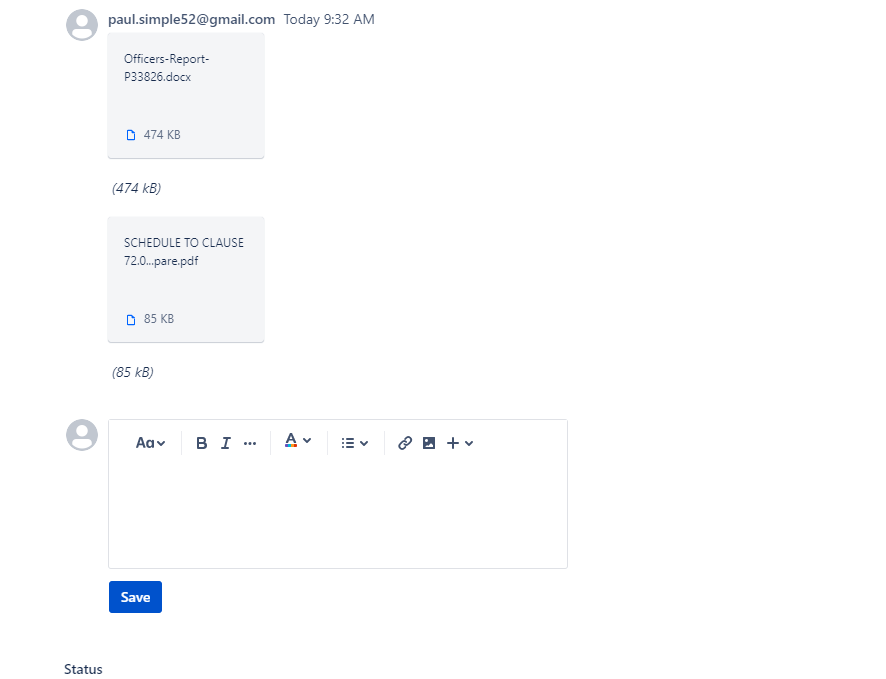 paul.simple52@gmail.com Today 9:32 AM
Officers-Report-
P33826.docx
474 KB
(474 kB)
SCHEDULE TO CLAUSE
72.0...pare.pdf
85 KB
(85 kB)
Aa B I ... A
Save
Status